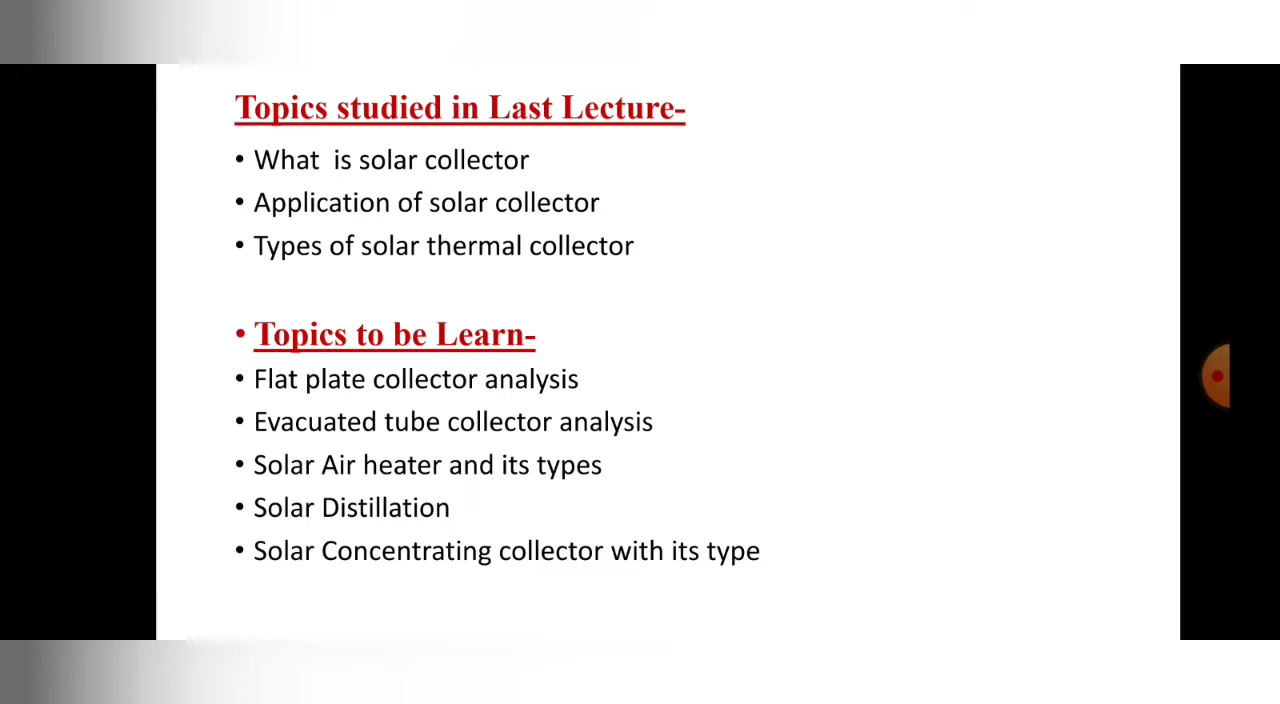 Topics studied in Last Lecture-
• What  is solar collector
• Application of solar collector
• Types of solar thermal collector
• Topics to be Learn-
• Flat plate collector analysis
• Evacuated tube collector analysis
• Solar Air heater and its types
• Solar Distillation
• Solar Concentrating collector with its type